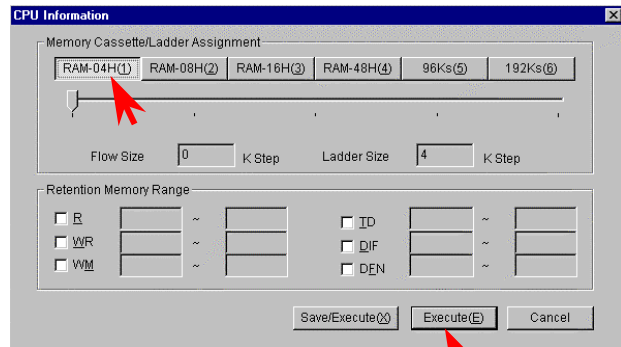 CPU Information
Memory Cassette/Ladder Assignment
RAM-04H(1) RAM-08H(2) RAM-16H(3) RAM-48H(4) 96Ks(5) 192Ks(6)
Flow Size 0 K Step Ladder Size 4 K Step
Retention Memory Range
R ~ TD ~
WR ~ DIF ~
WM ~ DFN ~
Save/Execute(X) Execute(E) Cancel